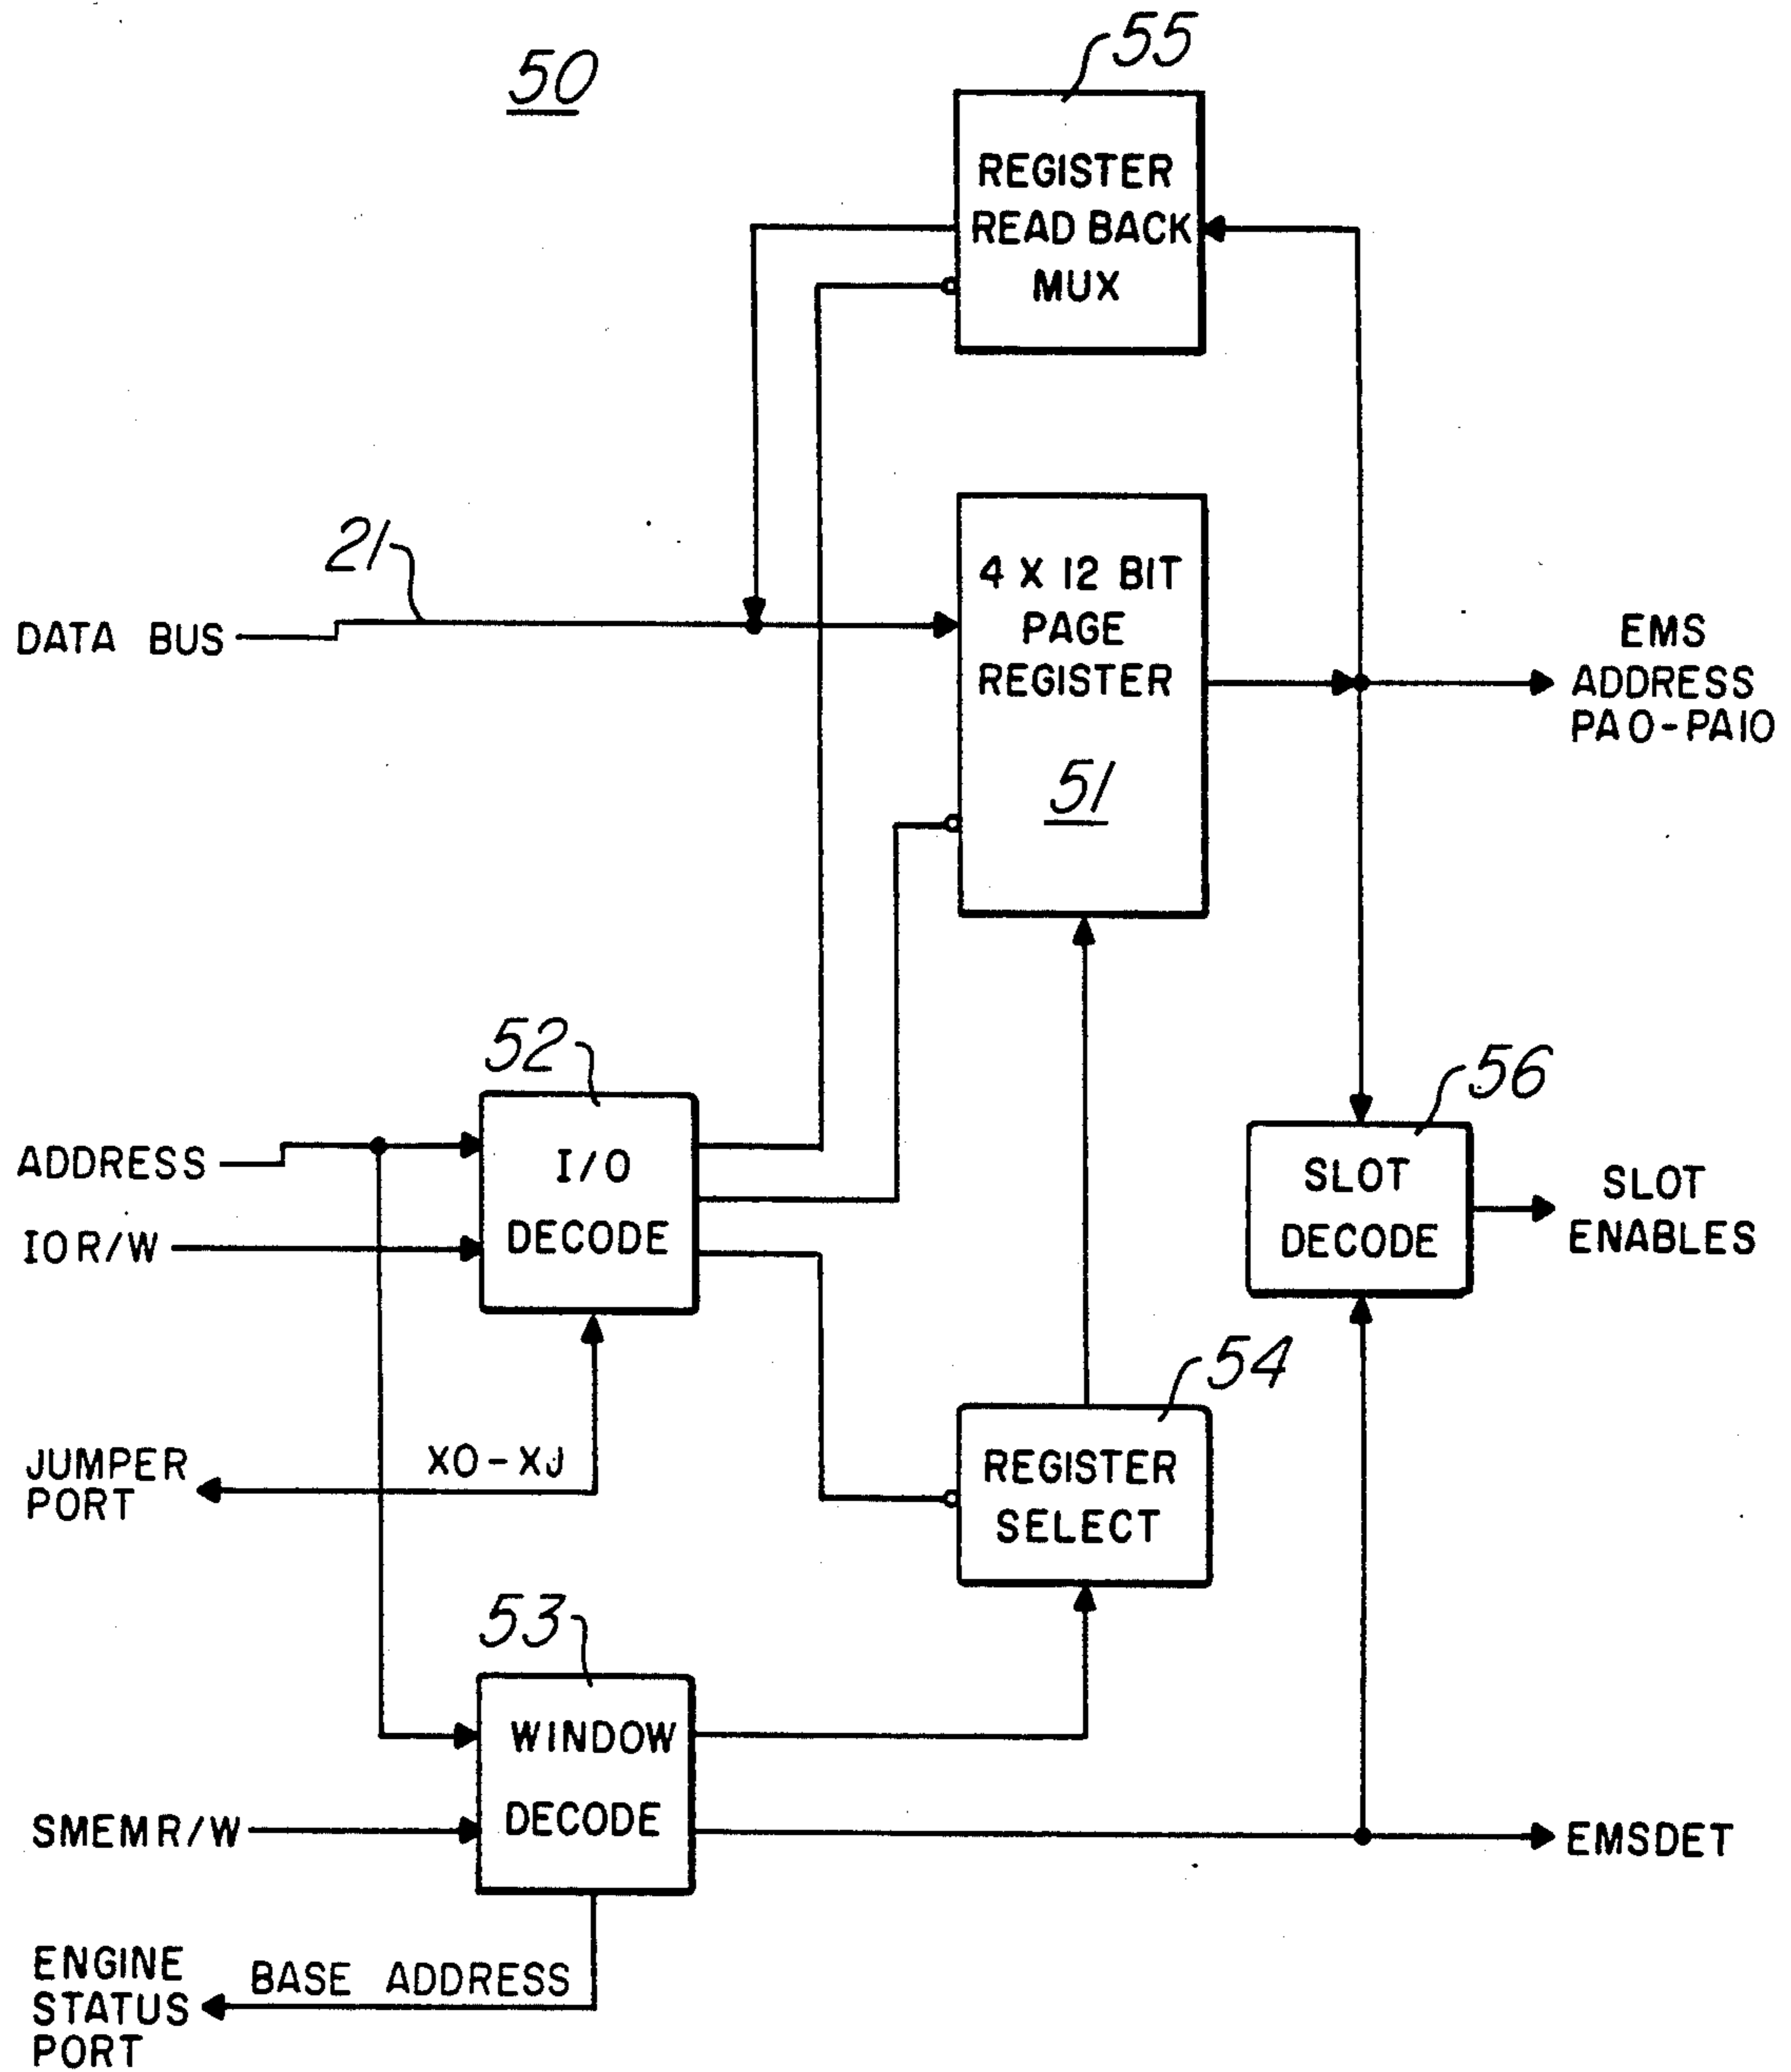 50
55
REGISTER
READ BACK
MUX
21
DATA BUS
4 X 12 BIT
PAGE
REGISTER
51
EMS
ADDRESS
PA0-PA10
52
I/O
DECODE
ADDRESS
IOR/W
56
SLOT
DECODE
SLOT
ENABLES
JUMPER
PORT
X0-XJ
54
REGISTER
SELECT
53
WINDOW
DECODE
SMEMR/W
EMSDET
ENGINE
STATUS
PORT
BASE ADDRESS